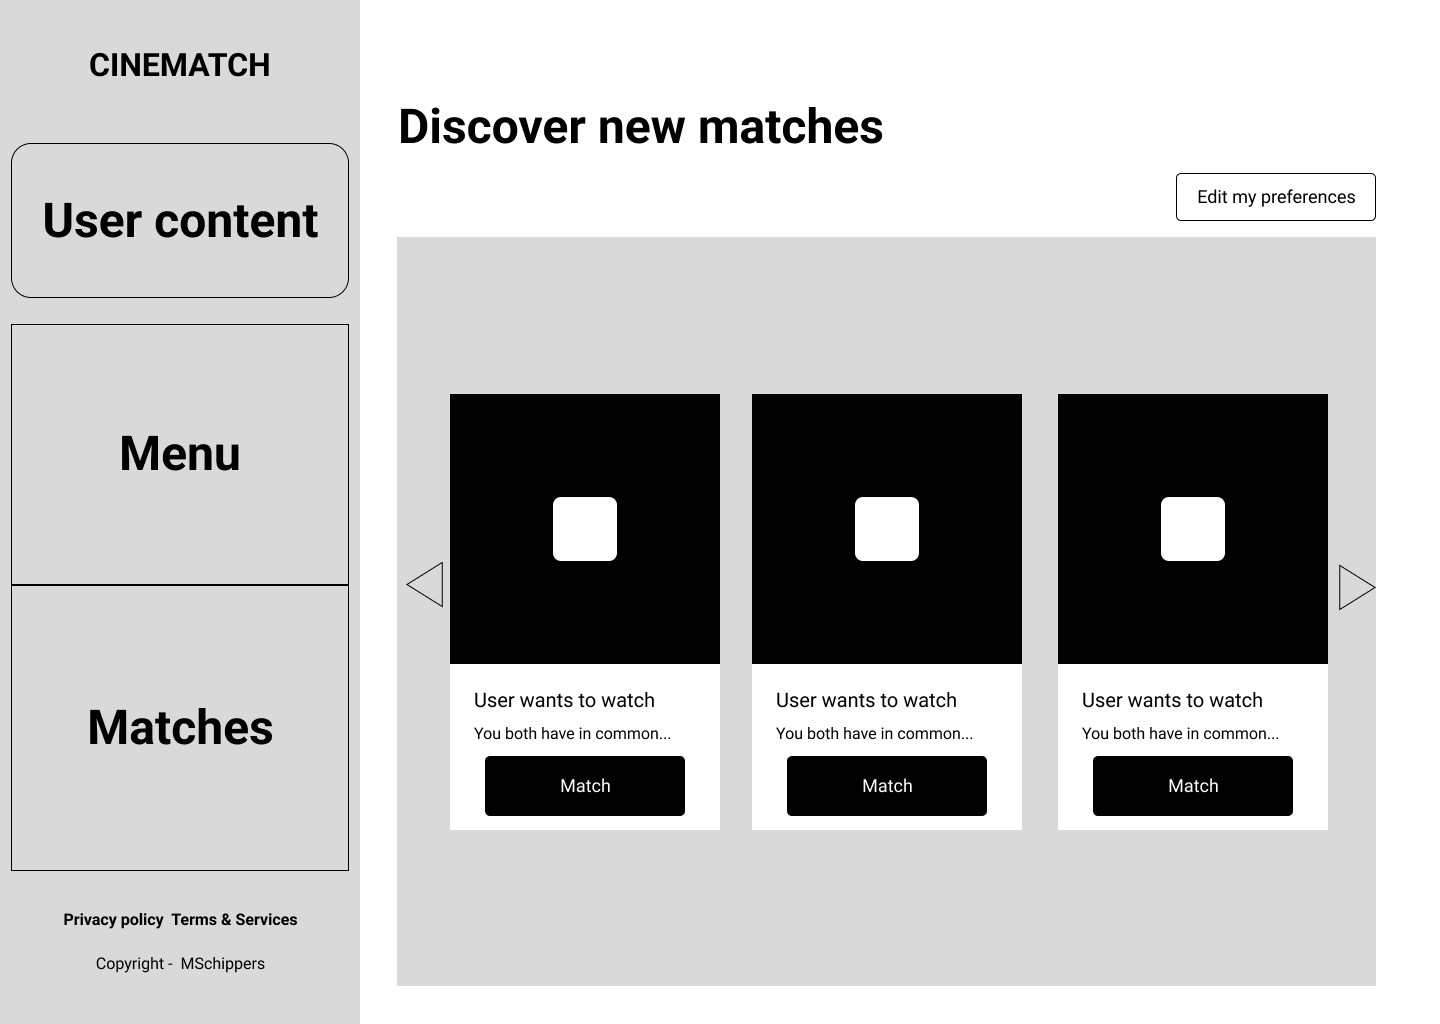 CINEMATCH
User content
Menu
Matches
Privacy policy Terms & Services
Copyright - MSchippers
Discover new matches
Edit my preferences
User wants to watch
You both have in common...
Match
User wants to watch
You both have in common...
Match
User wants to watch
You both have in common...
Match